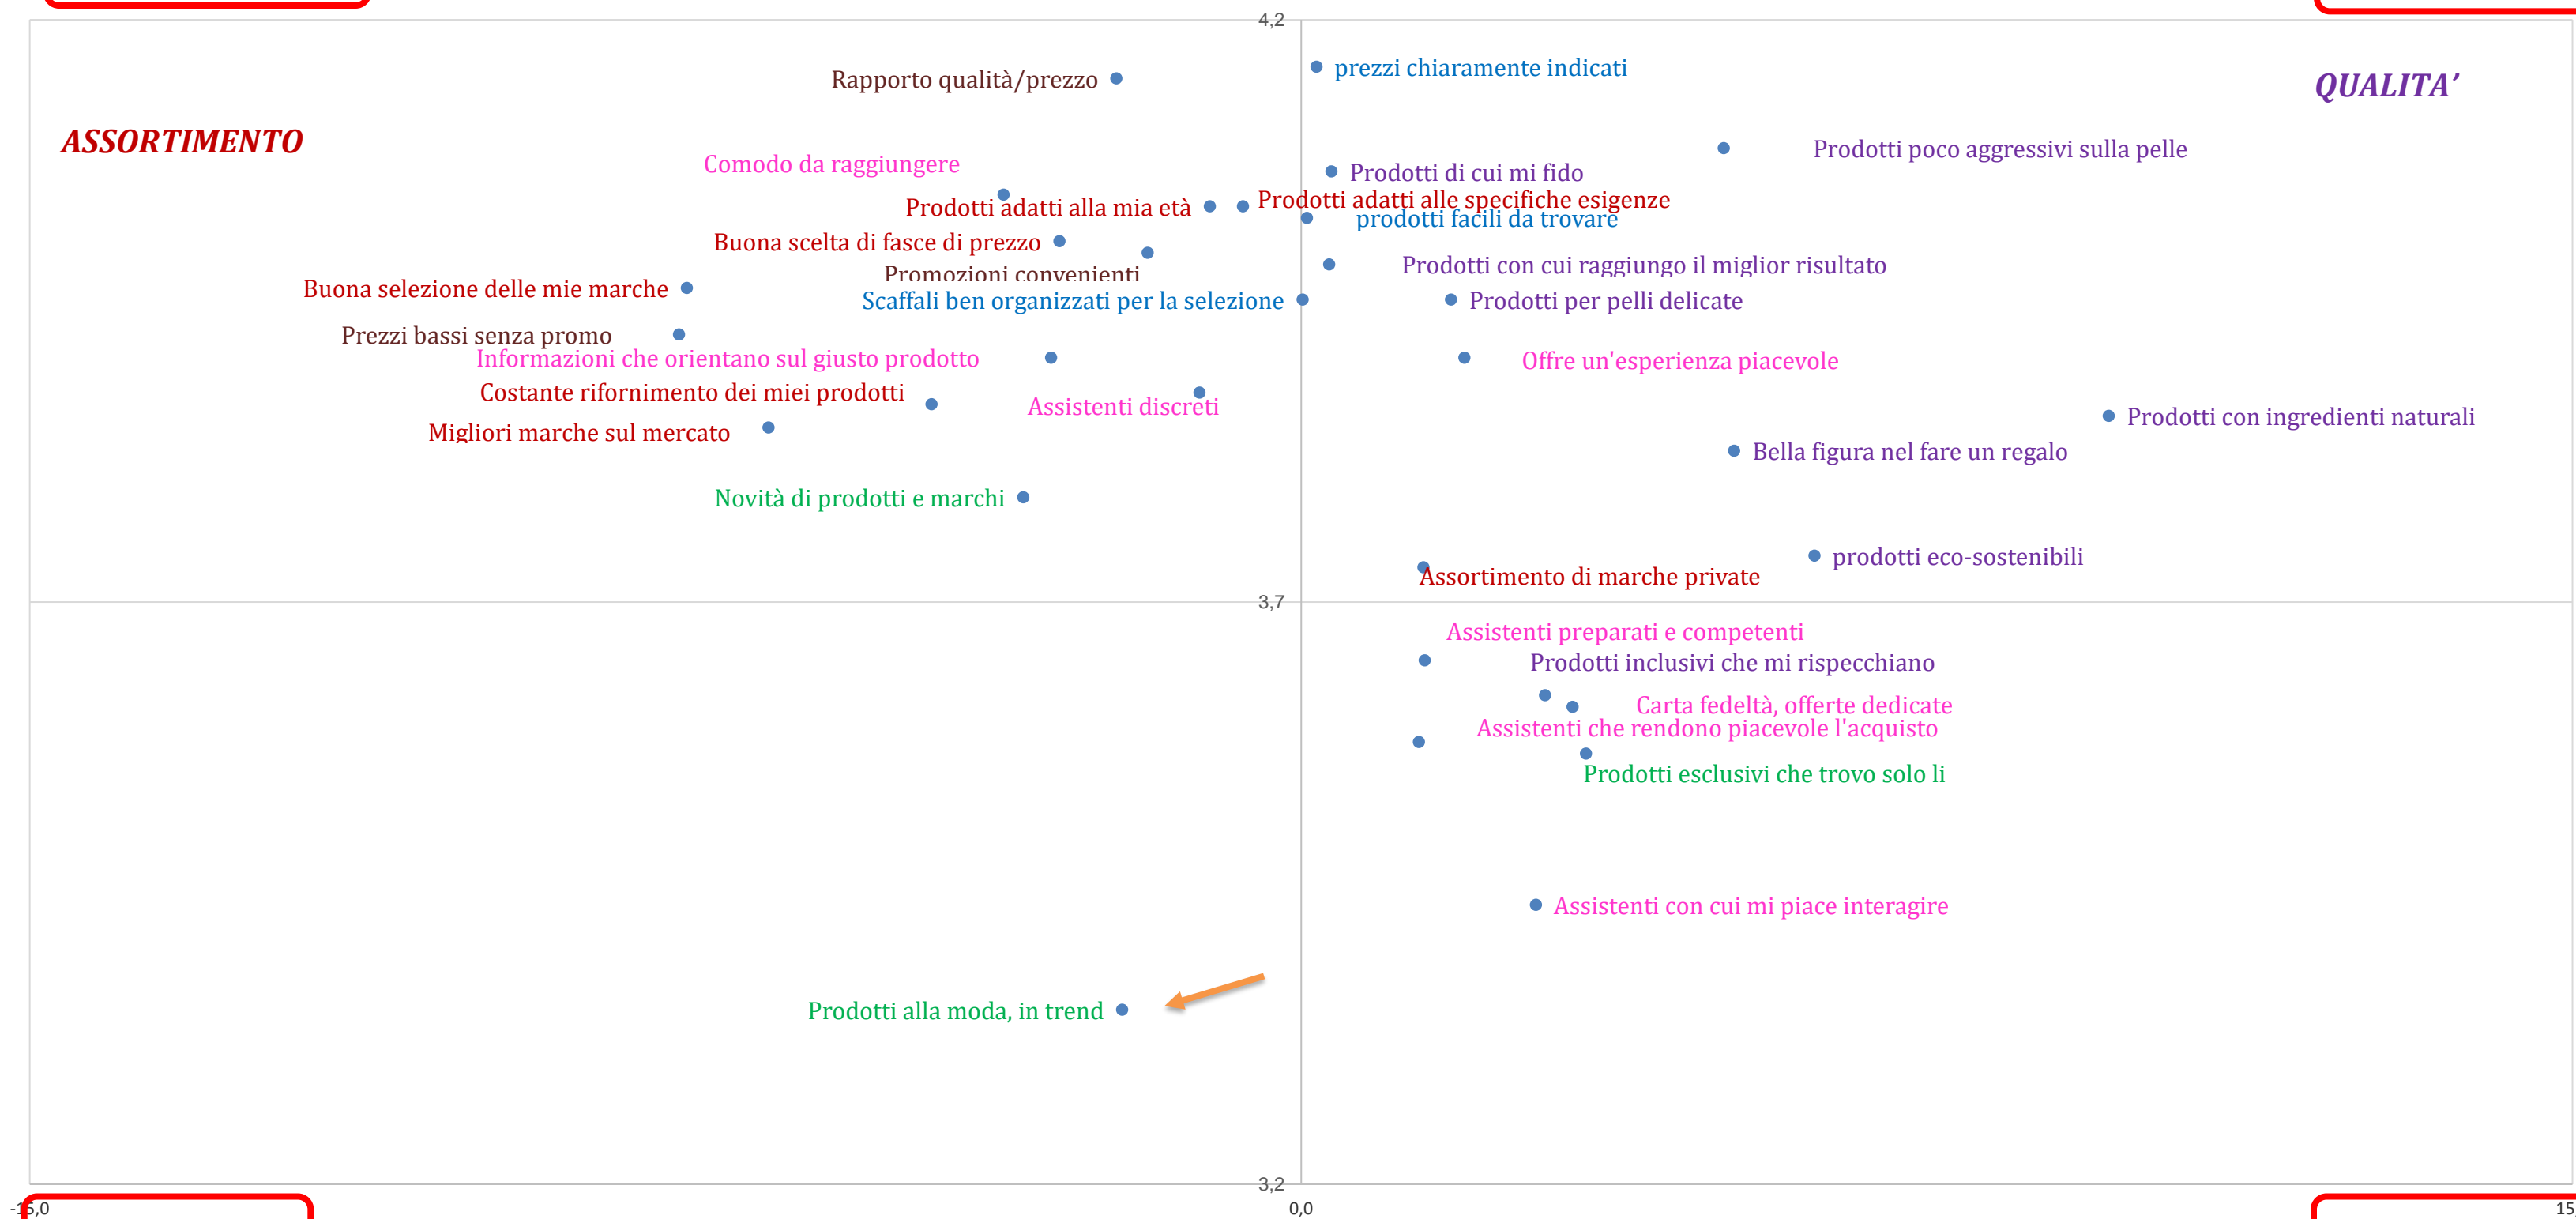 4,2
prezzi chiaramente indicati
Rapporto qualità/prezzo
QUALITA’
ASSORTIMENTO
Prodotti poco aggressivi sulla pelle
Comodo da raggiungere
Prodotti di cui mi fido
Prodotti adatti alla mia età
Prodotti adatti alle specifiche esigenze
prodotti facili da trovare
Buona scelta di fasce di prezzo
Promozioni convenienti
Prodotti con cui raggiungo il miglior risultato
Buona selezione delle mie marche
Scaffali ben organizzati per la selezione
Prodotti per pelli delicate
Prezzi bassi senza promo
Informazioni che orientano sul giusto prodotto
Offre un'esperienza piacevole
Costante rifornimento dei miei prodotti
Assistenti discreti
Prodotti con ingredienti naturali
Migliori marche sul mercato
Bella figura nel fare un regalo
Novità di prodotti e marchi
prodotti eco-sostenibili
Assortimento di marche private
3,7
Assistenti preparati e competenti
Prodotti inclusivi che mi rispecchiano
Carta fedeltà, offerte dedicate
Assistenti che rendono piacevole l'acquisto
Prodotti esclusivi che trovo solo li
Assistenti con cui mi piace interagire
Prodotti alla moda, in trend
3,2
-15,0
0,0
15